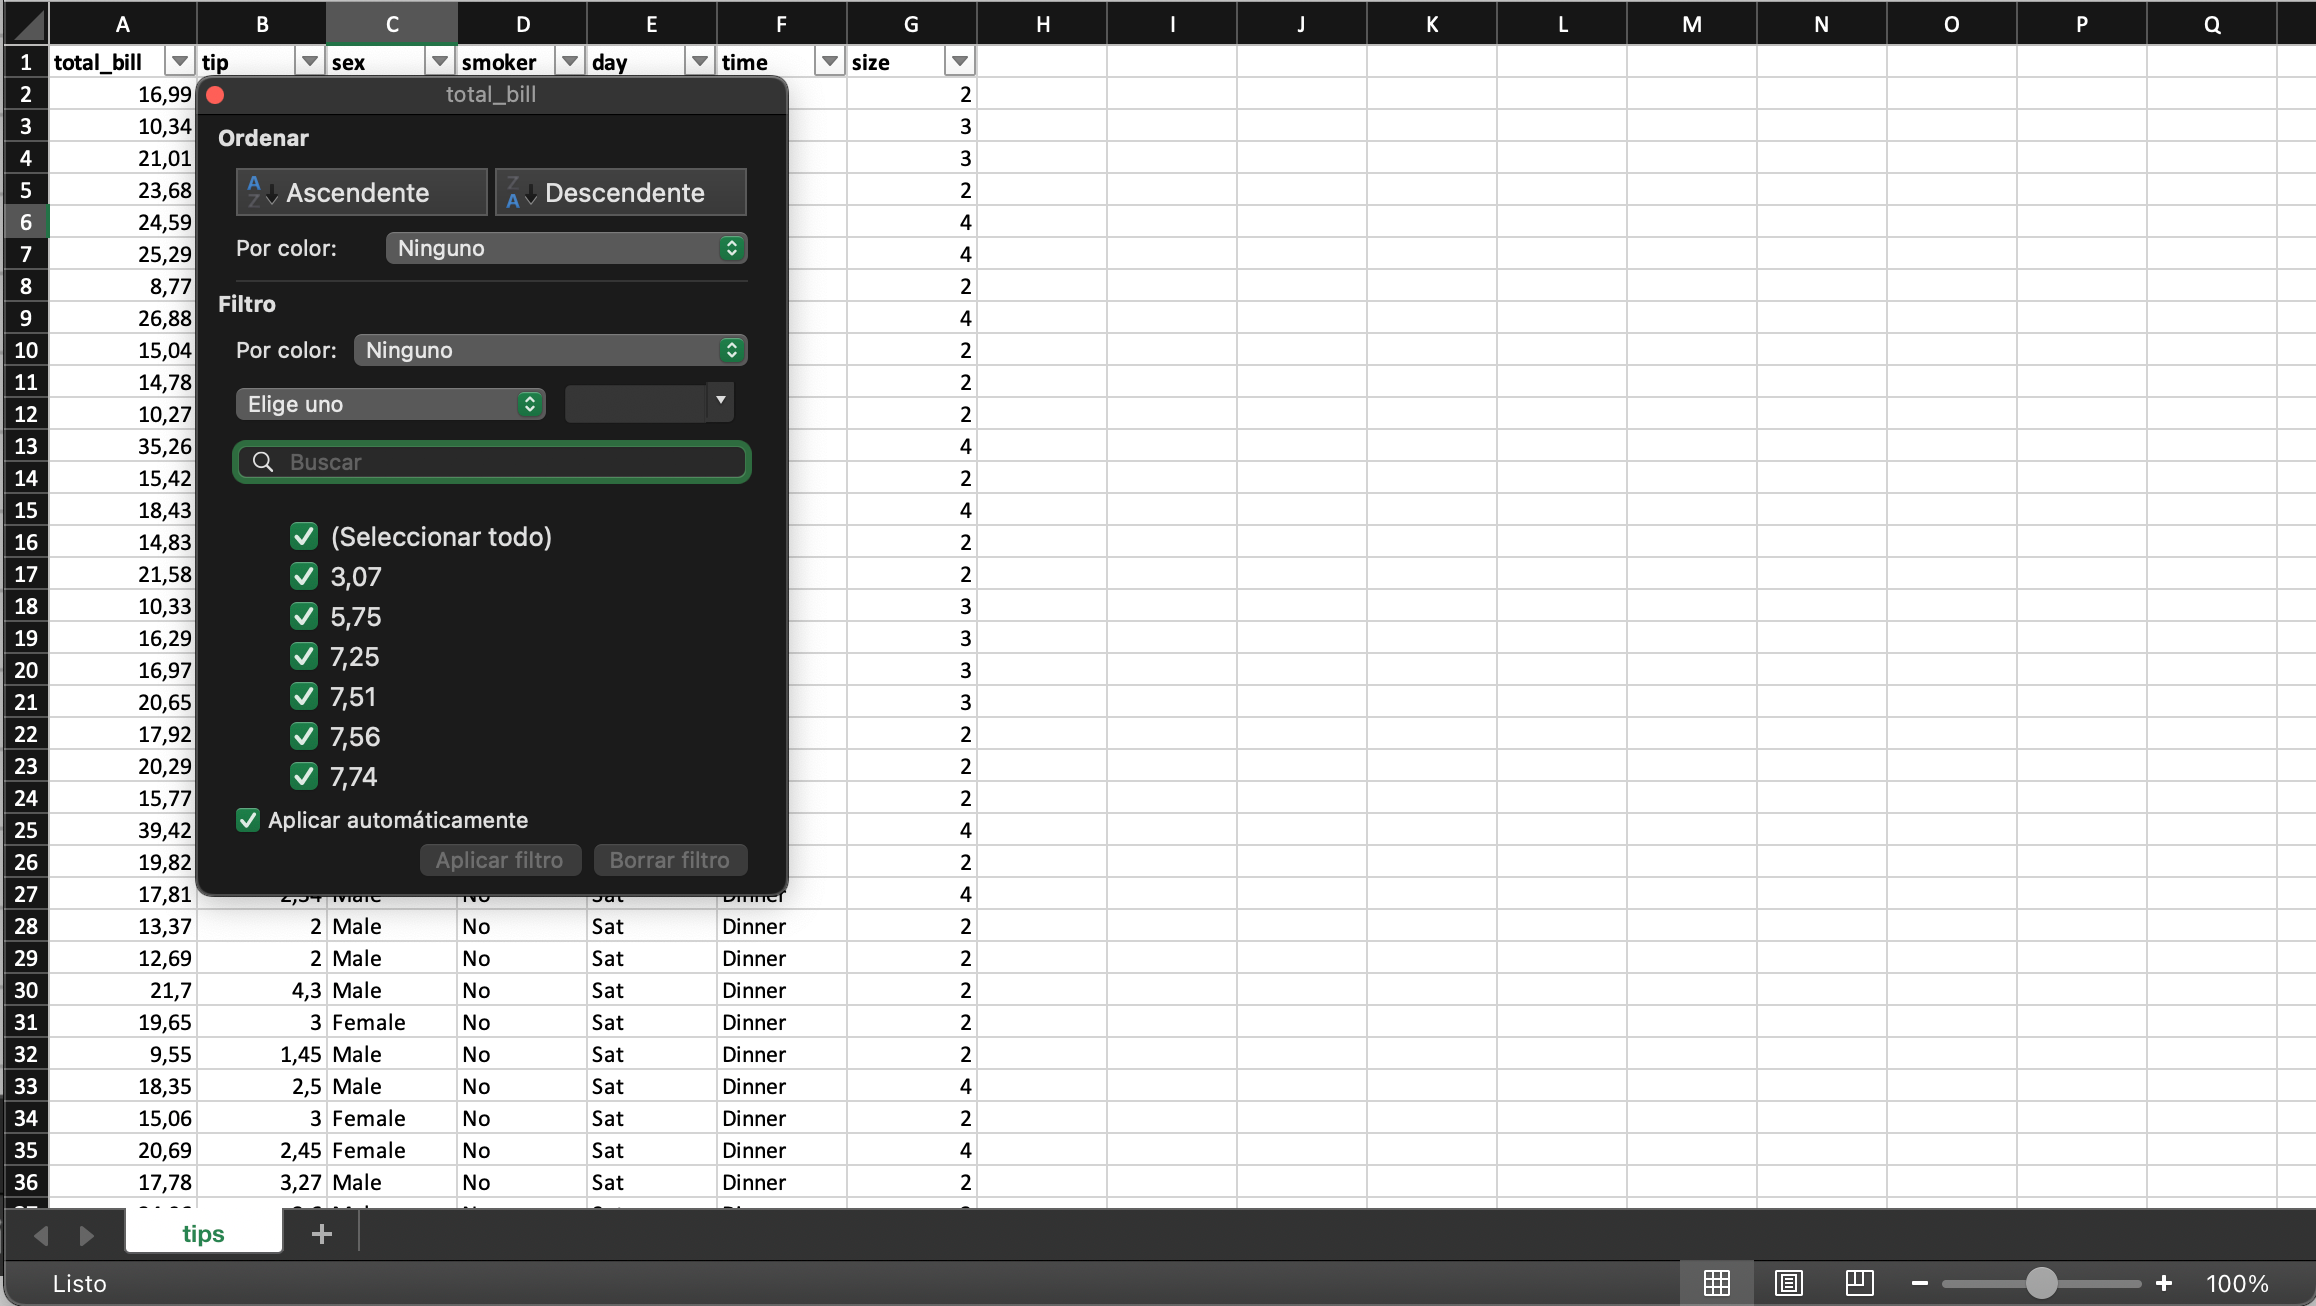 A B C D E F G H I J K L M N O P Q
1 total_bill tip sex smoker day time size
2 16,99 2
3 10,34 3
4 21,01 3
5 23,68 2
6 24,59 4
7 25,29 4
8 8,77 2
9 26,88 4
10 15,04 2
11 14,78 2
12 10,27 2
13 35,26 4
14 15,42 2
15 18,43 4
16 14,83 2
17 21,58 2
18 10,33 3
19 16,29 3
20 16,97 3
21 20,65 3
22 17,92 2
23 20,29 2
24 15,77 2
25 39,42 4
26 19,82 2
27 17,81 2,34 Male No Sat Dinner 4
28 13,37 2 Male No Sat Dinner 2
29 12,69 2 Male No Sat Dinner 2
30 21,7 4,3 Male No Sat Dinner 2
31 19,65 3 Female No Sat Dinner 2
32 9,55 1,45 Male No Sat Dinner 2
33 18,35 2,5 Male No Sat Dinner 4
34 15,06 3 Female No Sat Dinner 2
35 20,69 2,45 Female No Sat Dinner 4
36 17,78 3,27 Male No Sat Dinner 2
total_bill
Ordenar
A Z Ascendente Z A Descendente
Por color: Ninguno
Filtro
Por color: Ninguno
Elige uno
Buscar
(Seleccionar todo)
3,07
5,75
7,25
7,51
7,56
7,74
Aplicar automáticamente
Aplicar filtro Borrar filtro
tips +
Listo 100%